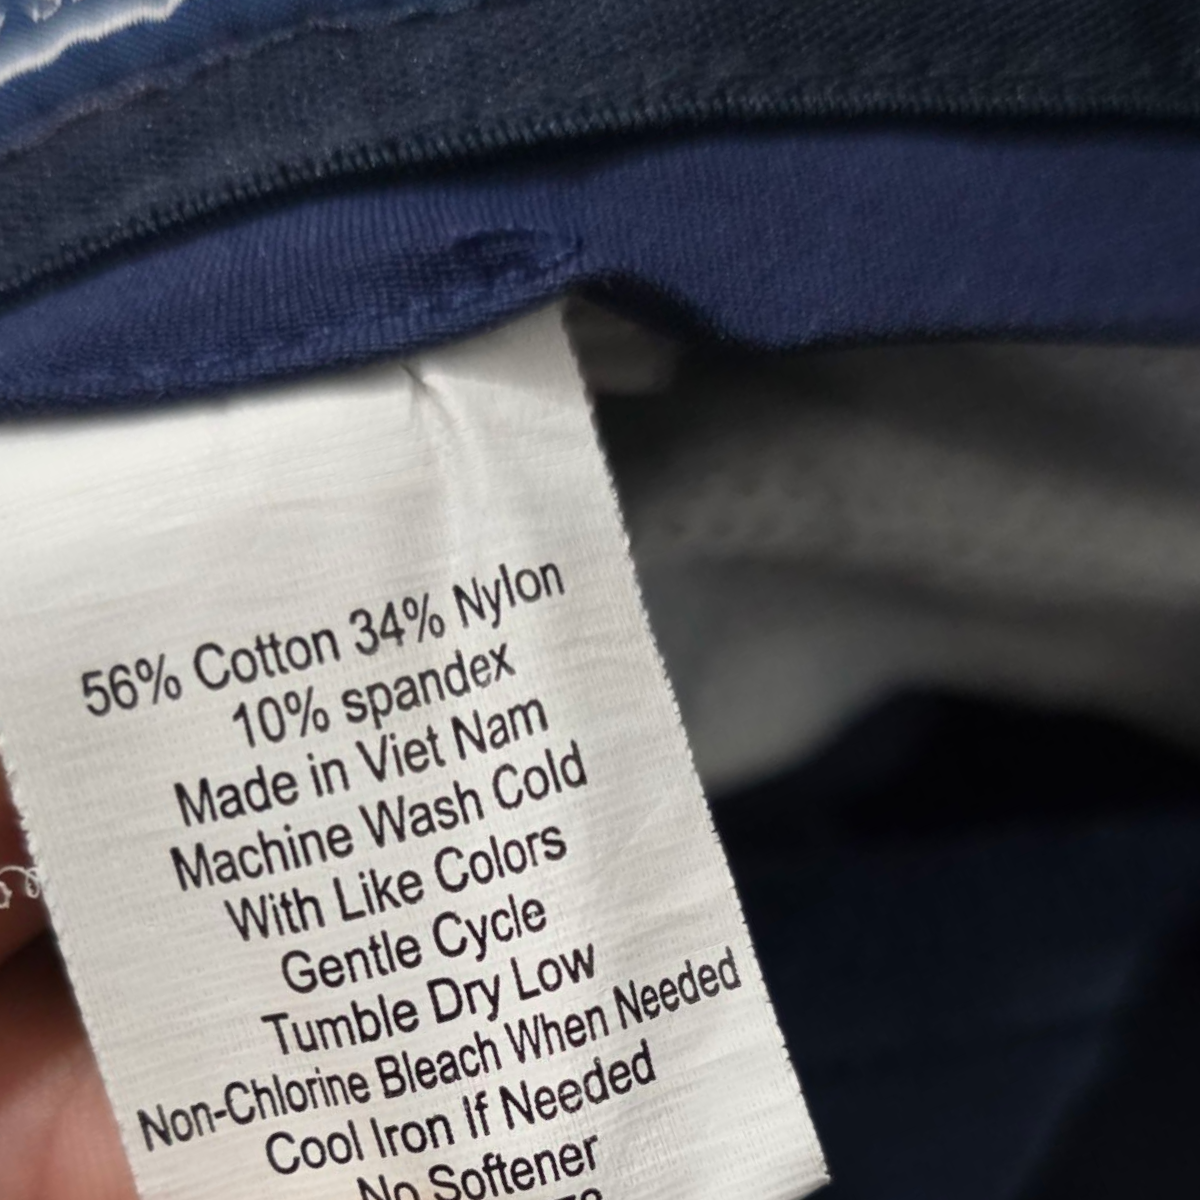 56% Cotton 34% Nylon
10% spandex
Made in Viet Nam
Machine Wash Cold
With Like Colors
Gentle Cycle
Tumble Dry Low
Non-Chlorine Bleach When Needed
Cool Iron If Needed
No Softener